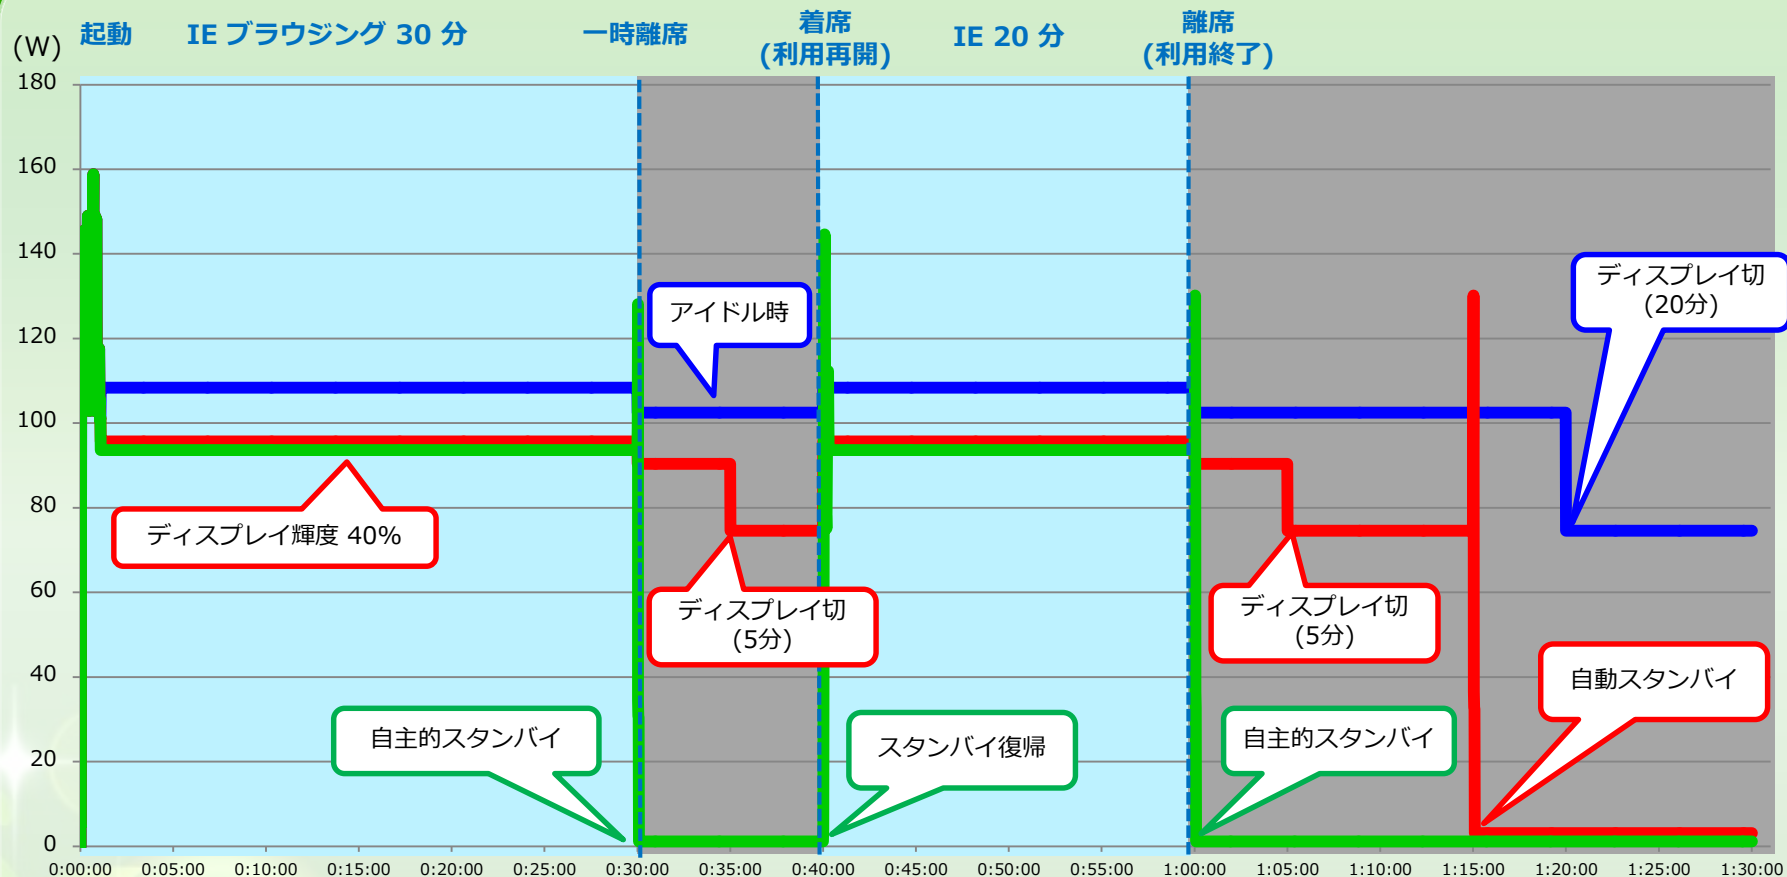 起動 IE ブラウジング 30 分 一時離席 着席 IE 20 分 離席
(利用再開) (利用終了)
(W)
180
160
140
120
100
80
60
40
20
0
アイドル時
ディスプレイ切
(20分)
ディスプレイ輝度 40%
ディスプレイ切
(5分)
ディスプレイ切
(5分)
自動スタンバイ
自主的スタンバイ
スタンバイ復帰
自主的スタンバイ
0:00:00 0:05:00 0:10:00 0:15:00 0:20:00 0:25:00 0:30:00 0:35:00 0:40:00 0:45:00 0:50:00 0:55:00 1:00:00 1:05:00 1:10:00 1:15:00 1:20:00 1:25:00 1:30:00